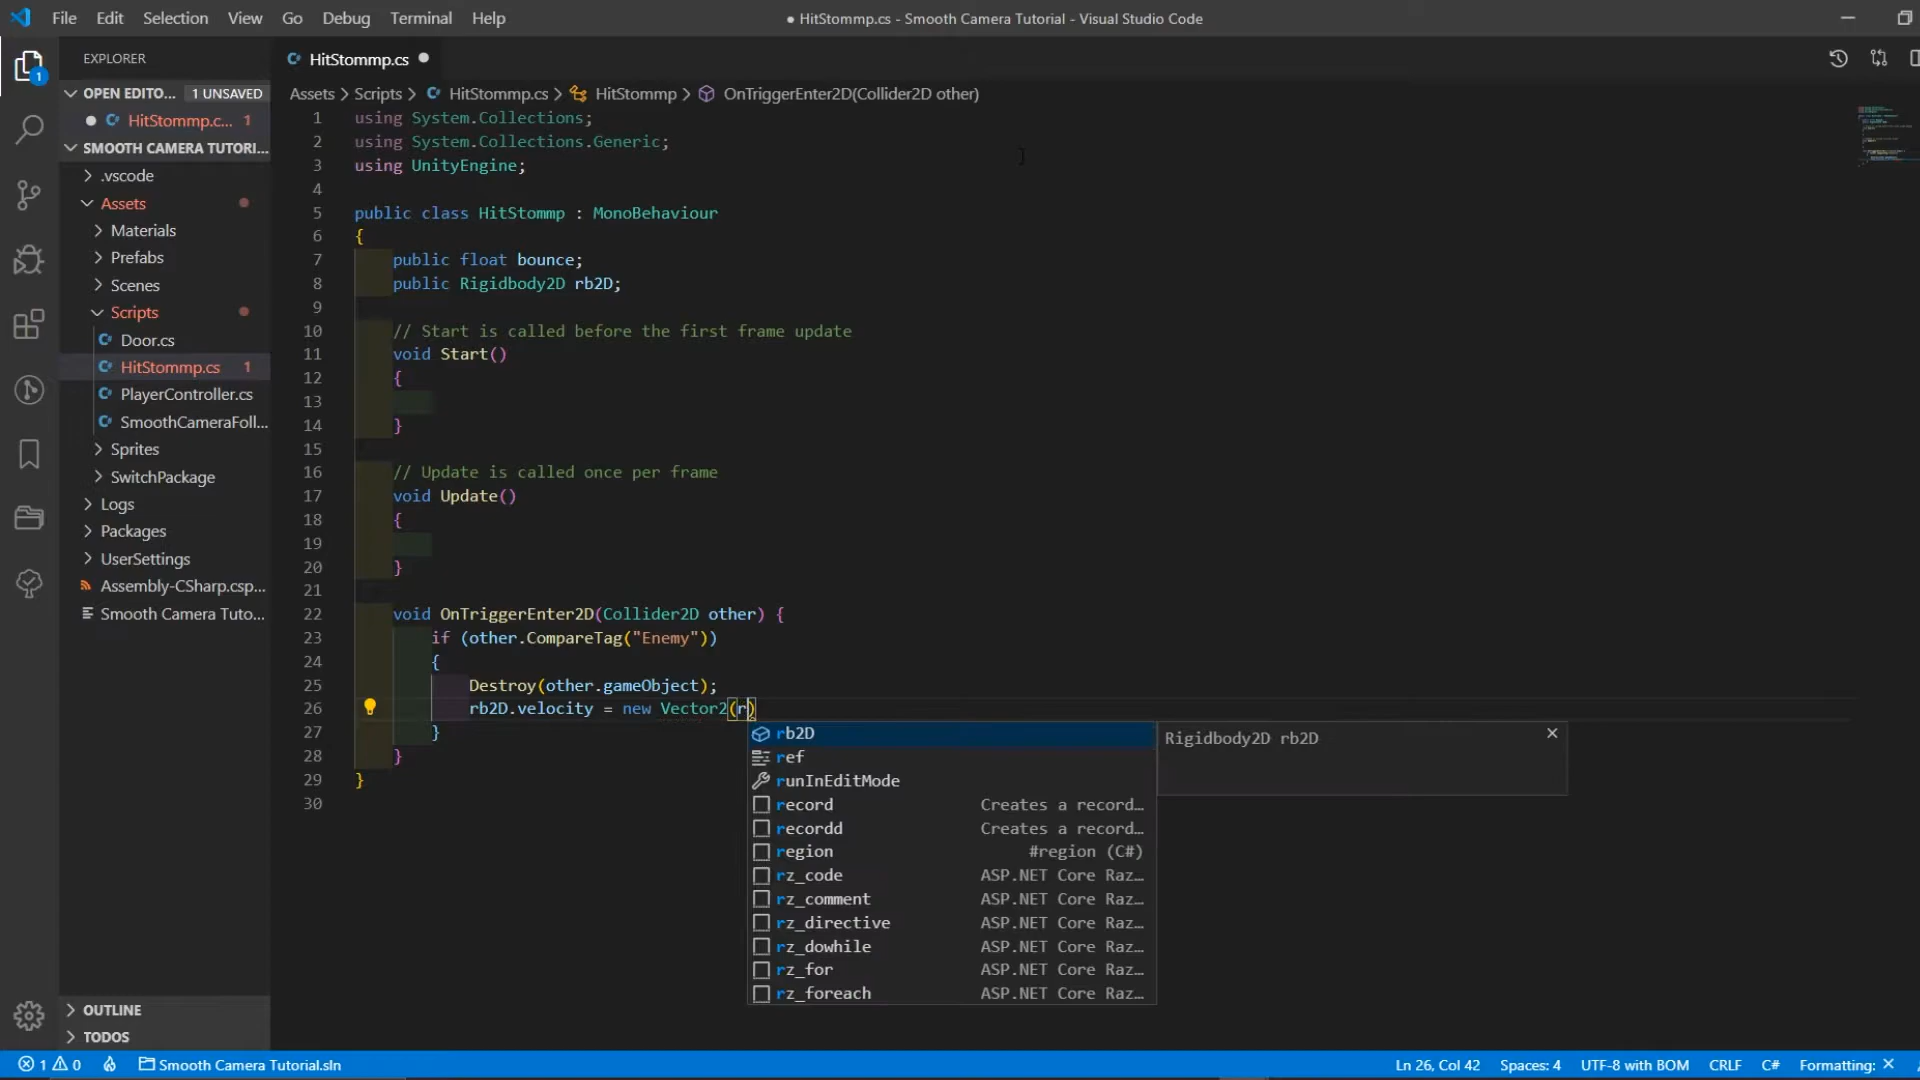 File Edit Selection View Go Debug Terminal Help
● HitStommp.cs - Smooth Camera Tutorial - Visual Studio Code
EXPLORER
OPEN EDITO... 1 UNSAVED
HitStommp.c... 1
SMOOTH CAMERA TUTORI...
.vscode
Assets
Materials
Prefabs
Scenes
Scripts
Door.cs
HitStommp.cs 1
PlayerController.cs
SmoothCameraFoll...
Sprites
SwitchPackage
Logs
Packages
UserSettings
Assembly-CSharp.csp...
Smooth Camera Tuto...
OUTLINE
TODOS
1
HitStommp.cs
Assets > Scripts > HitStommp.cs > HitStommp > OnTriggerEnter2D(Collider2D other)
1 using System.Collections;
2 using System.Collections.Generic;
3 using UnityEngine;
4
5 public class HitStommp : MonoBehaviour
6 {
7 public float bounce;
8 public Rigidbody2D rb2D;
9
10 // Start is called before the first frame update
11 void Start()
12 {
13
14 }
15
16 // Update is called once per frame
17 void Update()
18 {
19
20 }
21
22 void OnTriggerEnter2D(Collider2D other) {
23 if (other.CompareTag("Enemy"))
24 {
25 Destroy(other.gameObject);
26 rb2D.velocity = new Vector2(r)
27 }
28 }
29 }
30
rb2D
ref
runInEditMode
record Creates a record…
recordd Creates a record…
region #region (C#)
rz_code ASP.NET Core Raz…
rz_comment ASP.NET Core Raz…
rz_directive ASP.NET Core Raz…
rz_dowhile ASP.NET Core Raz…
rz_for ASP.NET Core Raz…
rz_foreach ASP.NET Core Raz…
Rigidbody2D rb2D
1 0 Smooth Camera Tutorial.sln
Ln 26, Col 42 Spaces: 4 UTF-8 with BOM CRLF C# Formatting: ✕